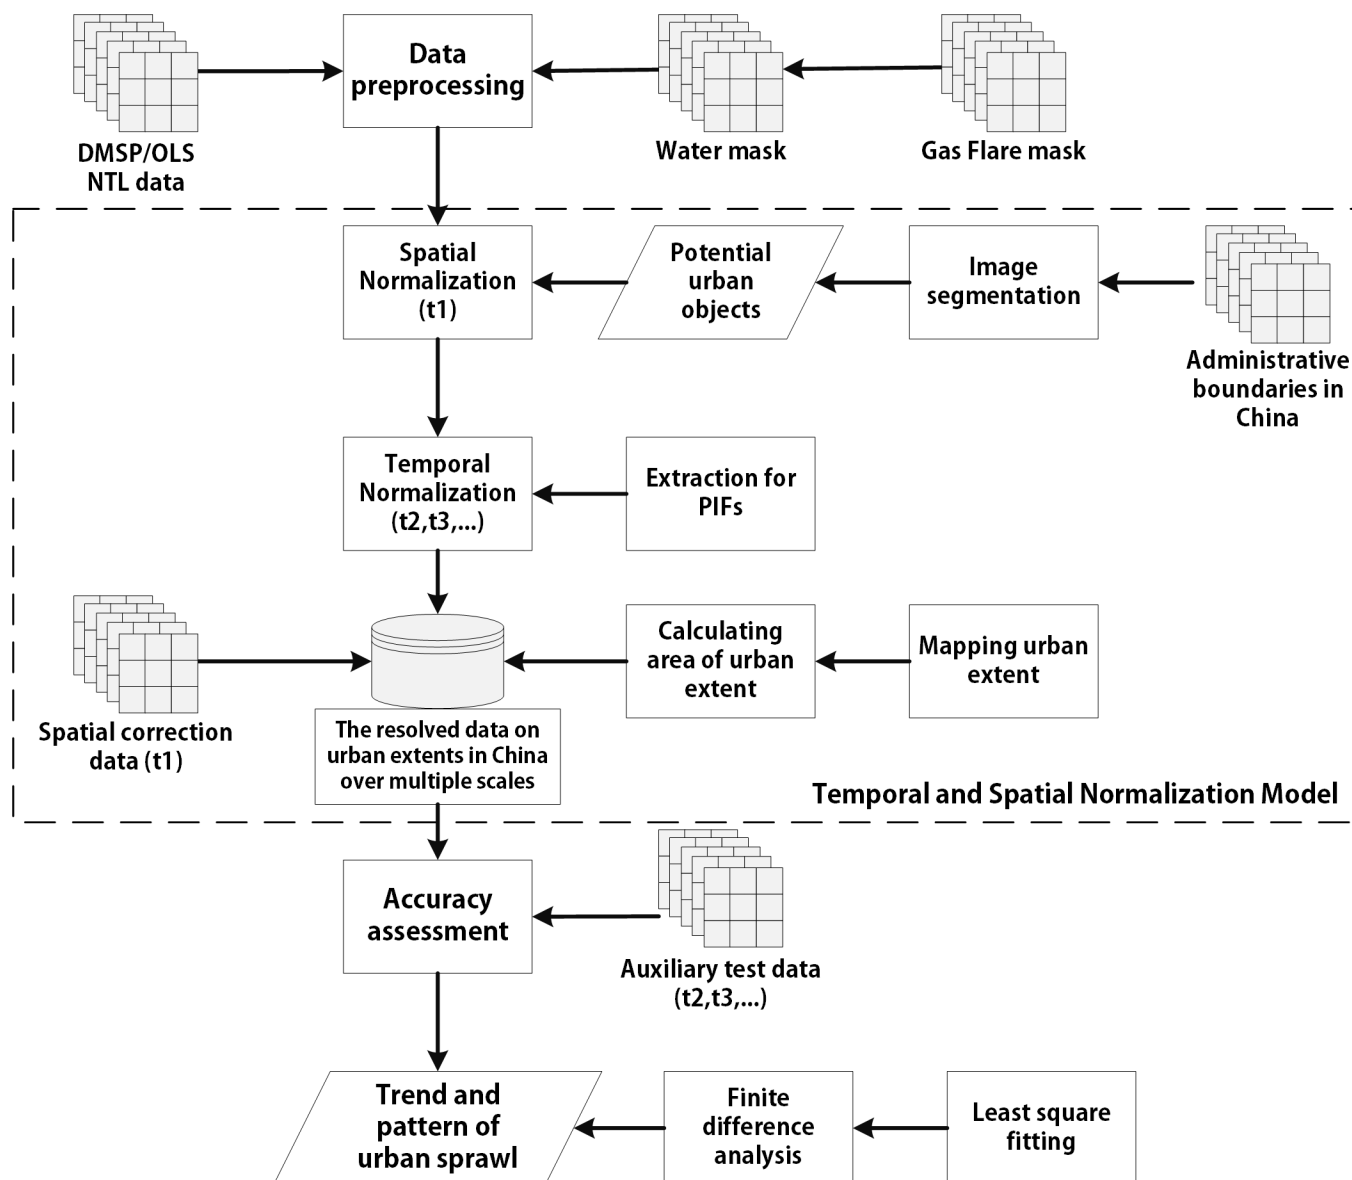 Data
preprocessing
DMSP/OLS
NTL data
Water mask
Gas Flare mask
Spatial
Normalization
(t1)
Potential
urban
objects
Image
segmentation
Administrative
boundaries in
China
Temporal
Normalization
(t2,t3,...)
Extraction for
PIFs
Spatial correction
data (t1)
The resolved data on
urban extents in China
over multiple scales
Calculating
area of urban
extent
Mapping urban
extent
Temporal and Spatial Normalization Model
Accuracy
assessment
Auxiliary test data
(t2,t3,...)
Trend and
pattern of
urban sprawl
Finite
difference
analysis
Least square
fitting